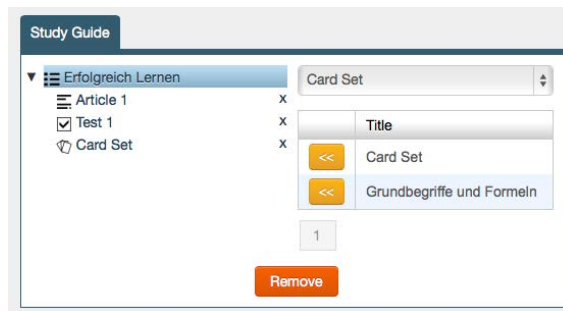 Study Guide
▼ Erfolgreich Lernen
Article 1 x
Test 1 x
Card Set x
Card Set
Title
<< Card Set
<< Grundbegriffe und Formeln
1
Remove